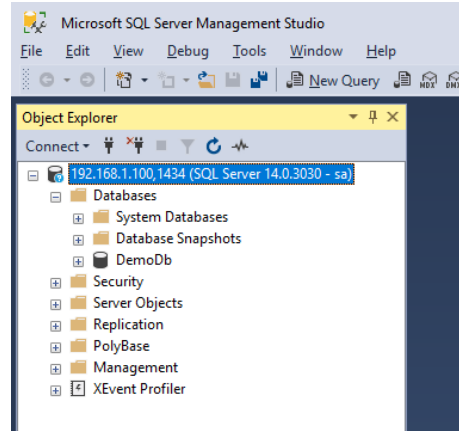 Microsoft SQL Server Management Studio
File Edit View Debug Tools Window Help
New Query MDX
Object Explorer
Connect
192.168.1.100,1434 (SQL Server 14.0.3030 - sa)
Databases
System Databases
Database Snapshots
DemoDb
Security
Server Objects
Replication
PolyBase
Management
XEvent Profiler